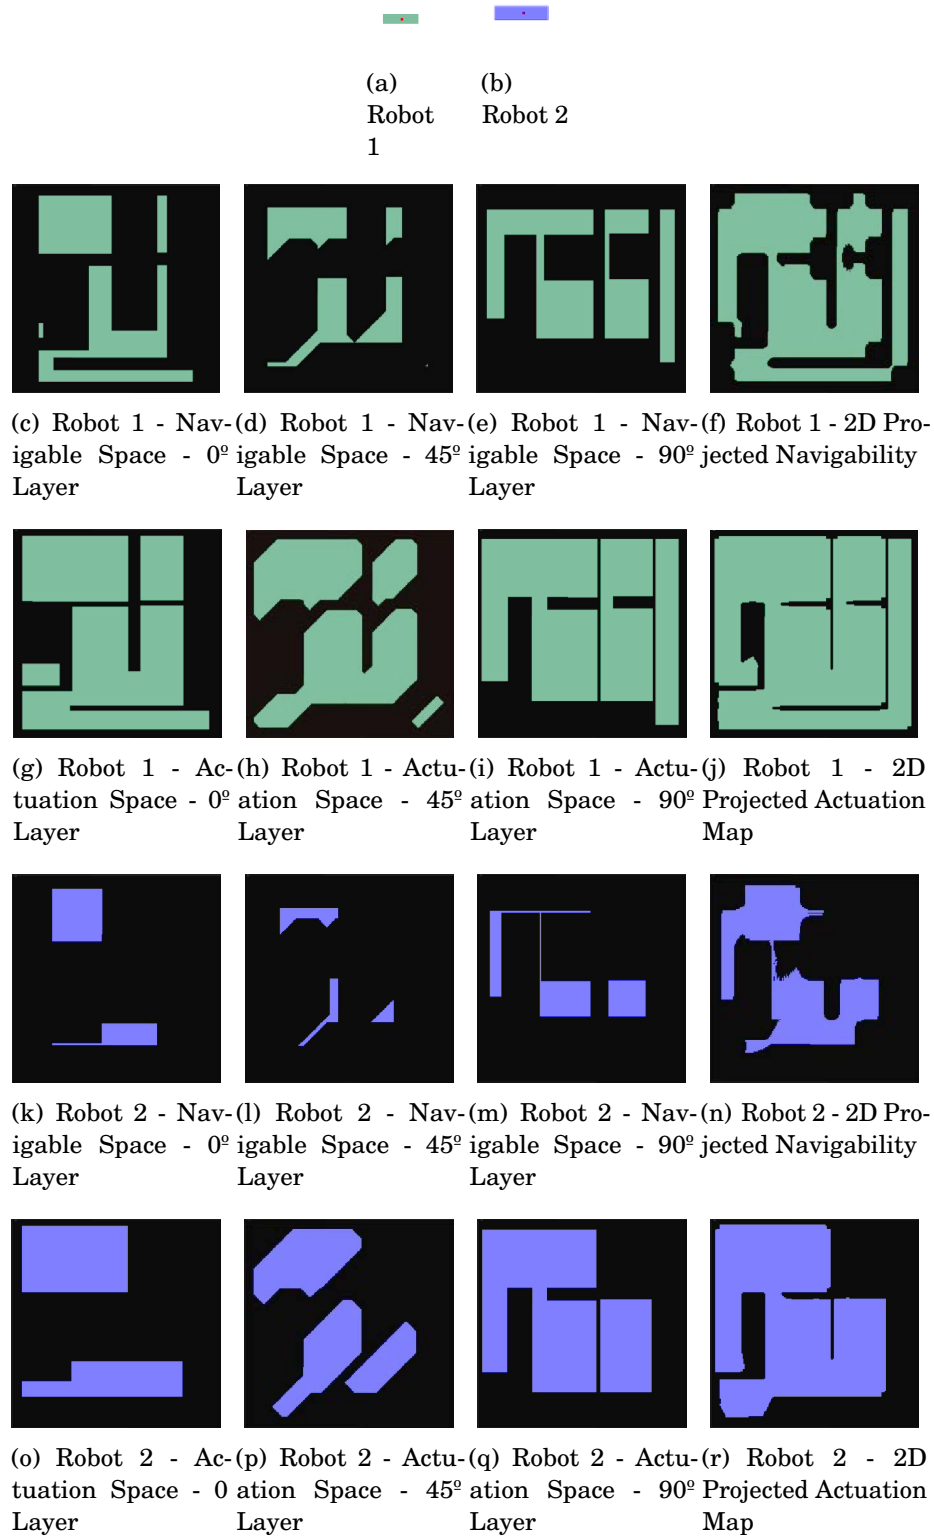 (a)
Robot
1
(b)
Robot 2
(c) Robot 1 - Nav-
igable Space - 0º
Layer
(d) Robot 1 - Nav-
igable Space - 45º
Layer
(e) Robot 1 - Nav-
igable Space - 90º
Layer
(f) Robot 1 - 2D Pro-
jected Navigability
(g) Robot 1 - Ac-
tuation Space - 0º
Layer
(h) Robot 1 - Actu-
ation Space - 45º
Layer
(i) Robot 1 - Actu-
ation Space - 90º
Layer
(j) Robot 1 - 2D
Projected Actuation
Map
(k) Robot 2 - Nav-
igable Space - 0º
Layer
(l) Robot 2 - Nav-
igable Space - 45º
Layer
(m) Robot 2 - Nav-
igable Space - 90º
Layer
(n) Robot 2 - 2D Pro-
jected Navigability
(o) Robot 2 - Ac-
tuation Space - 0
Layer
(p) Robot 2 - Actu-
ation Space - 45º
Layer
(q) Robot 2 - Actu-
ation Space - 90º
Layer
(r) Robot 2 - 2D
Projected Actuation
Map